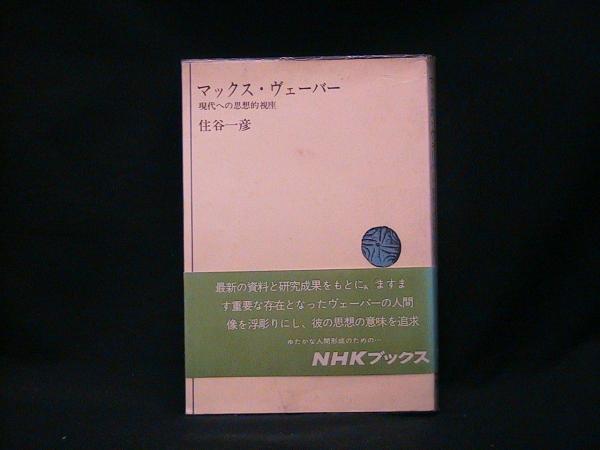 マックス・ヴェーバー
現代への思想的視座
住谷一彦
最新の資料と研究成果をもとに、ますま
す重要な存在となったヴェーバーの人間
像を浮彫りにし、彼の思想の意味を追求
ゆたかな人間形成のための…
NHKブックス